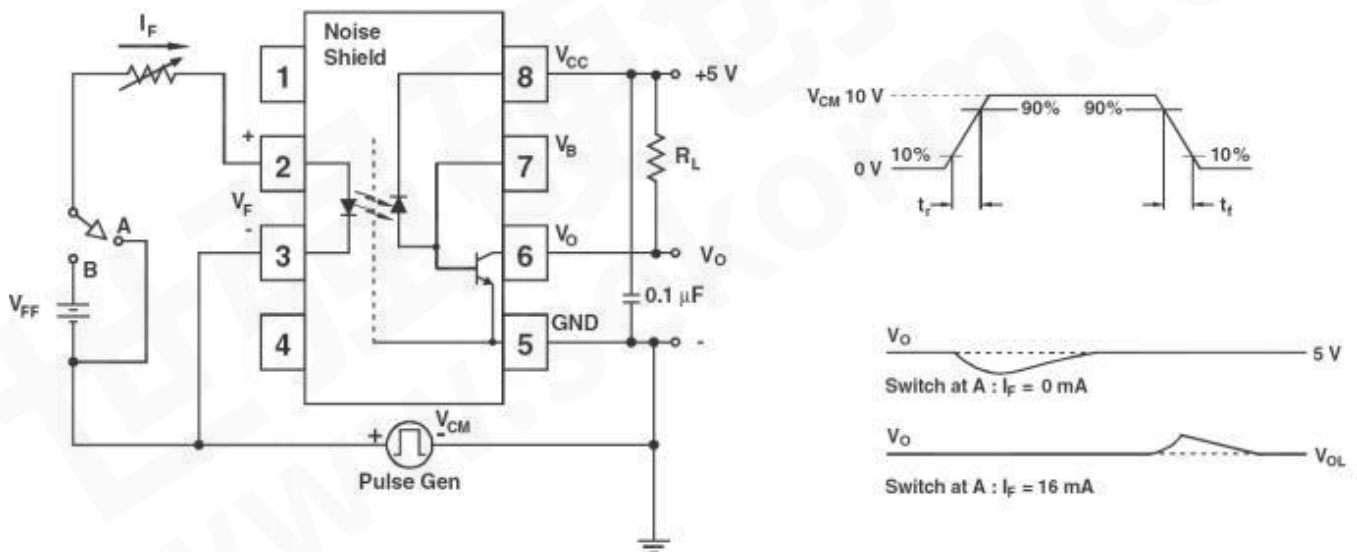 I_F
Noise
Shield
1
8
V_CC
+5 V
+
2
7
V_B
R_L
V_F
-
3
6
V_O
V_O
A
B
V_FF
0.1 μF
4
5
GND
-
+
V_CM
-
Pulse Gen
V_CM 10 V
90%
90%
10%
10%
0 V
t_r
t_f
V_O
5 V
Switch at A : I_F = 0 mA
V_O
V_OL
Switch at A : I_F = 16 mA